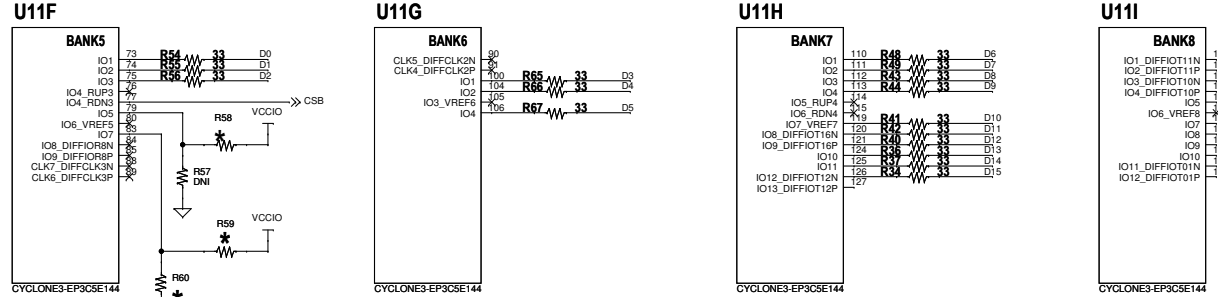 U11F
BANK5
IO1 73 R54 33 D0
IO2 74 R55 33 D1
IO3 75 R56 33 D2
IO4_RUP3 76
IO4_RDN3 77 CSB
IO5 79
IO6_VREF5 80
IO7 83
IO8_DIFFIOR8N 84
IO9_DIFFIOR8P 85
CLK7_DIFFCLK3N 88
CLK6_DIFFCLK3P 89
R58
*
VCCIO
R57
DNI
R59
*
VCCIO
R60
*
CYCLONE3-EP3C5E144
U11G
BANK6
CLK5_DIFFCLK2N 90
CLK4_DIFFCLK2P 91
IO1 100 R65 33 D3
IO2 104 R66 33 D4
IO3_VREF6 105
IO4 106 R67 33 D5
CYCLONE3-EP3C5E144
U11H
BANK7
IO1 110 R48 33 D6
IO2 111 R49 33 D7
IO3 112 R43 33 D8
IO4 113 R44 33 D9
IO5_RUP4 114
IO6_RDN4 115
IO7_VREF7 119 R41 33 D10
IO8_DIFFIOT16N 120 R42 33 D11
IO9_DIFFIOT16P 121 R40 33 D12
IO10 124 R36 33 D13
IO11 125 R37 33 D14
IO12_DIFFIOT12N 126 R34 33 D15
IO13_DIFFIOT12P 127
CYCLONE3-EP3C5E144
U11I
BANK8
IO1_DIFFIOT11N
IO2_DIFFIOT11P
IO3_DIFFIOT10N
IO4_DIFFIOT10P
IO5
IO6_VREF8
IO7
IO8
IO9
IO10
IO11_DIFFIOT01N
IO12_DIFFIOT01P
CYCLONE3-EP3C5E144